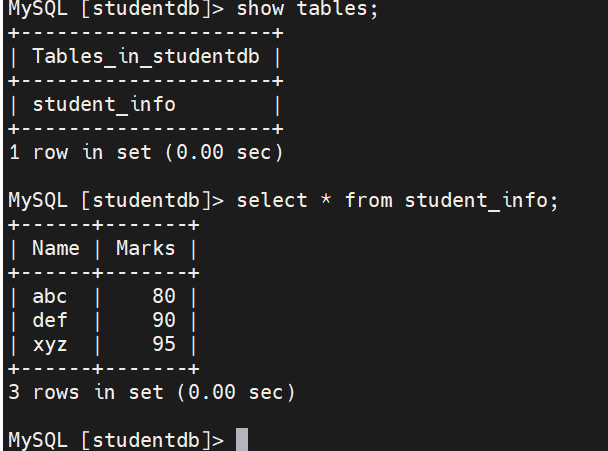 MySQL [studentdb]> show tables;
+---------------------+
| Tables_in_studentdb |
+---------------------+
| student_info        |
+---------------------+
1 row in set (0.00 sec)

MySQL [studentdb]> select * from student_info;
+------+-------+
| Name | Marks |
+------+-------+
| abc  |    80 |
| def  |    90 |
| xyz  |    95 |
+------+-------+
3 rows in set (0.00 sec)

MySQL [studentdb]>